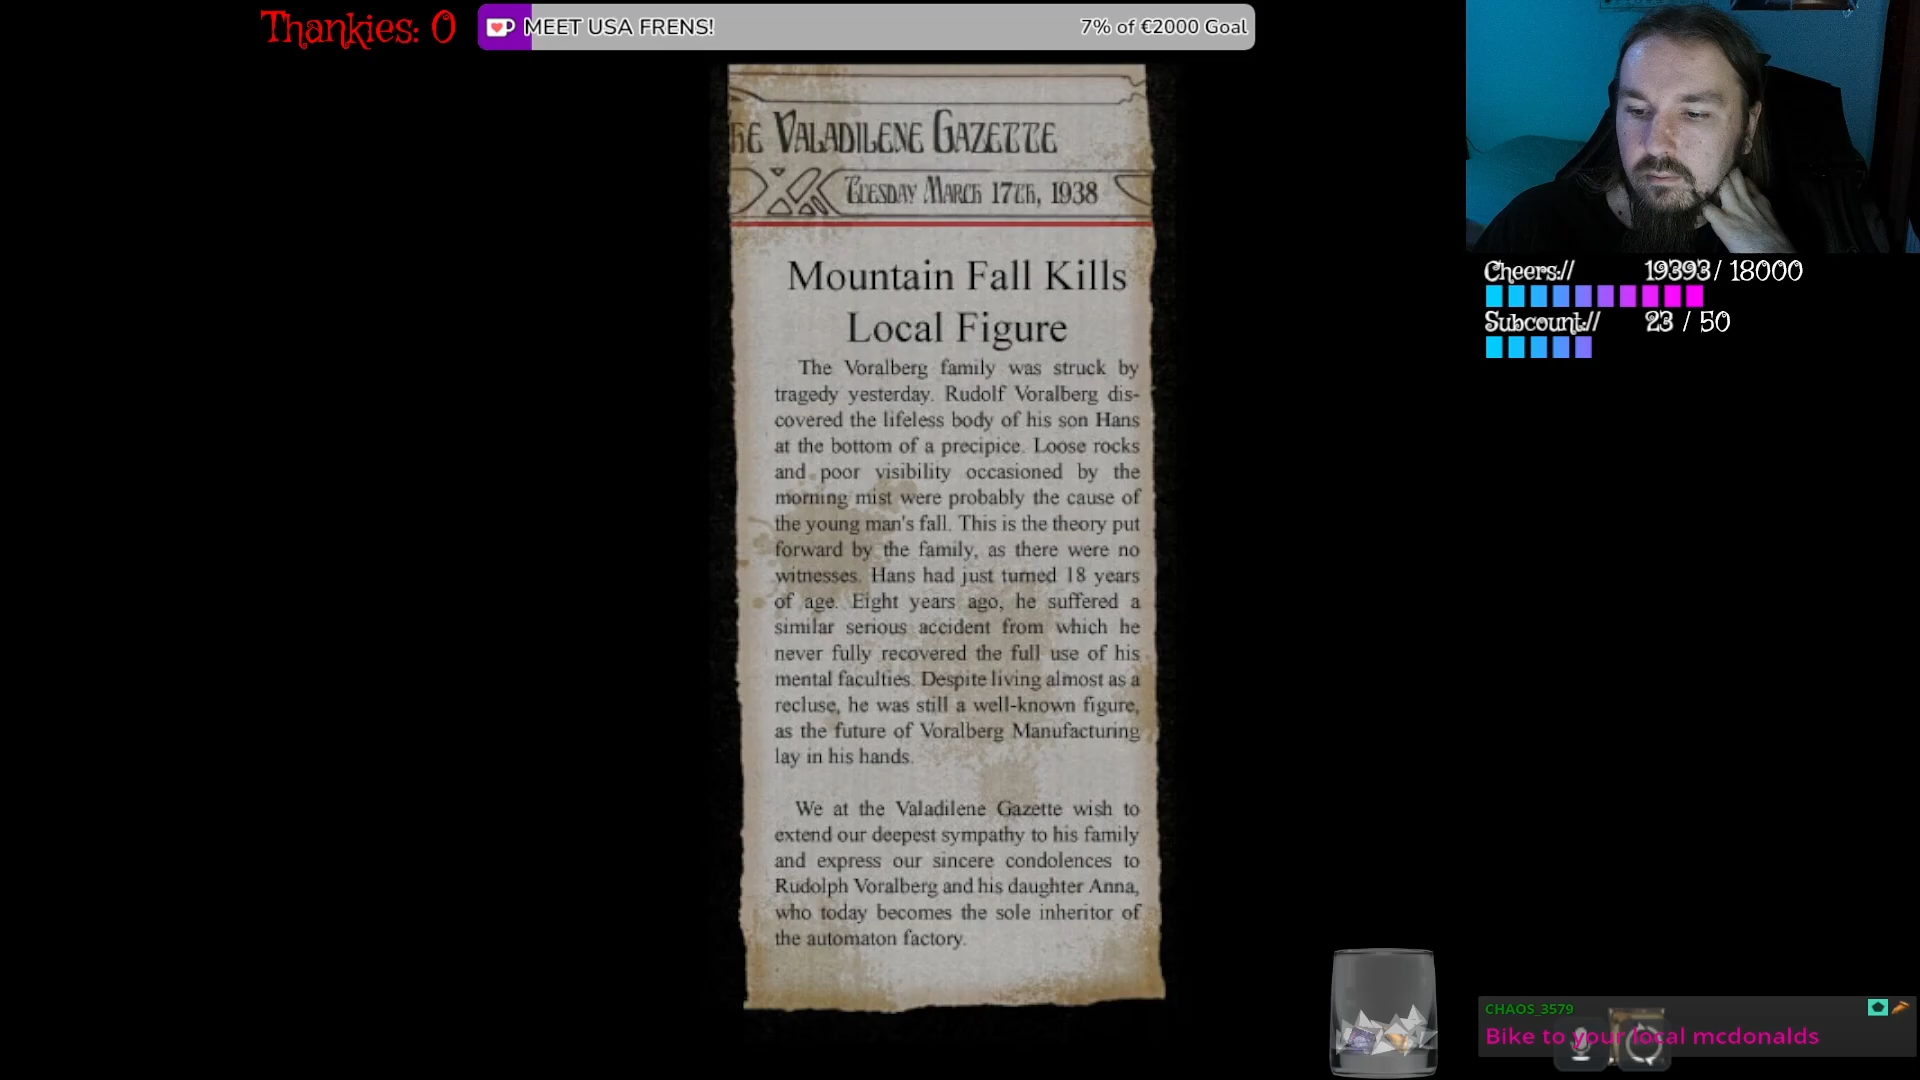 Thankies: 0
MEET USA FRENS!
7% of €2000 Goal
HE VALADILENE GAZETTE
TUESDAY MARCH 17TH, 1938
Mountain Fall Kills
Local Figure
The Voralberg family was struck by
tragedy yesterday. Rudolf Voralberg dis-
covered the lifeless body of his son Hans
at the bottom of a precipice. Loose rocks
and poor visibility occasioned by the
morning mist were probably the cause of
the young man's fall. This is the theory put
forward by the family, as there were no
witnesses. Hans had just turned 18 years
of age. Eight years ago, he suffered a
similar serious accident from which he
never fully recovered the full use of his
mental faculties. Despite living almost as a
recluse, he was still a well-known figure,
as the future of Voralberg Manufacturing
lay in his hands.
We at the Valadilene Gazette wish to
extend our deepest sympathy to his family
and express our sincere condolences to
Rudolph Voralberg and his daughter Anna,
who today becomes the sole inheritor of
the automaton factory.
Cheers:// 19393 / 18000
Subcount:// 23 / 50
CHAOS_3579
Bike to your local mcdonalds